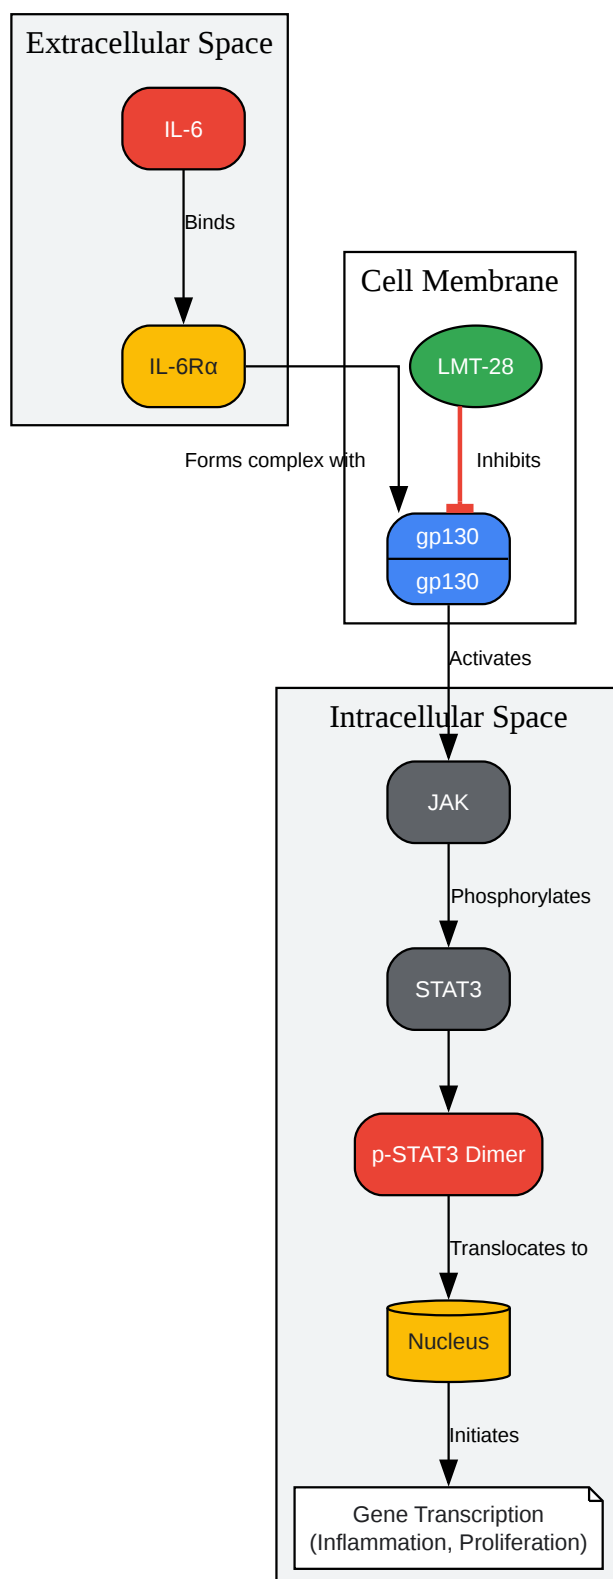 Extracellular Space
IL-6
Binds
Cell Membrane
IL-6Rα
LMT-28
Forms complex with
Inhibits
gp130
gp130
Activates
Intracellular Space
JAK
Phosphorylates
STAT3
p-STAT3 Dimer
Translocates to
Nucleus
Initiates
Gene Transcription
(Inflammation, Proliferation)